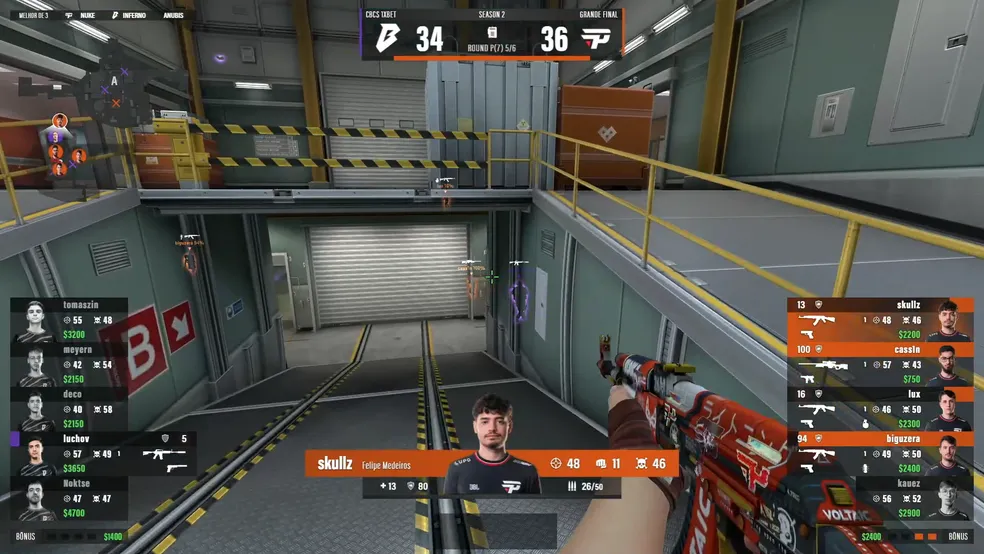 MELHOR DE 3 NUKE INFERNO ANUBIS
CBCS 1XBET SEASON 2 GRANDE FINAL
34 36
ROUND P(7) 5/6
A
B
tomaszin
55 48
$3200
meyern
42 54
$2150
deco
40 58
$2150
luchov 5
57 49 1
$3650
Noktse
47 47
$4700
BÔNUS $1400
13 skullz
1 48 46
$2200
100 cassin
1 57 43
$750
16 lux
1 46 50
$2300
94 biguzera
1 49 50
$2400
kauez
56 52
$2900
$2400 BÔNUS
skullz Felipe Medeiros 48 11 46
+13 80 26/50
VOLTAIC